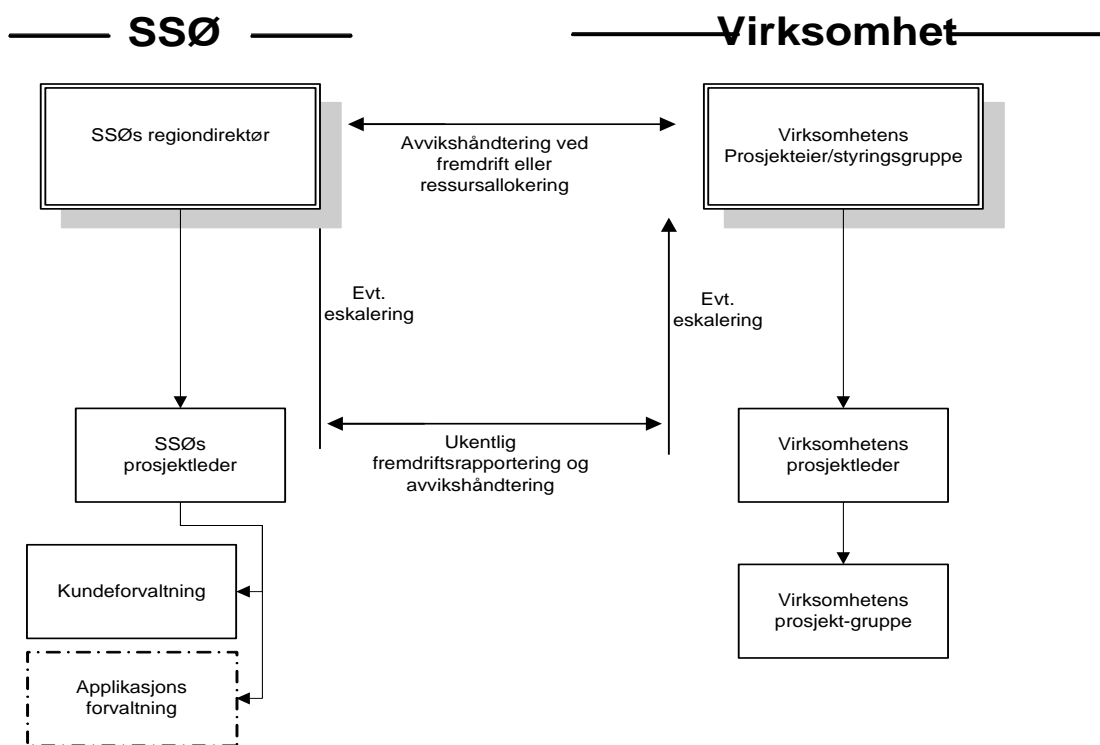 SSØ
Virksomhet
SSØs regiondirektør
Avvikshåndtering ved
fremdrift eller
ressursallokering
Virksomhetens
Prosjekteier/styringsgruppe
Evt.
eskalering
Evt.
eskalering
SSØs
prosjektleder
Ukentlig
fremdriftsrapportering og
avvikshåndtering
Virksomhetens
prosjektleder
Kundeforvaltning
Virksomhetens
prosjekt-gruppe
Applikasjons
forvaltning